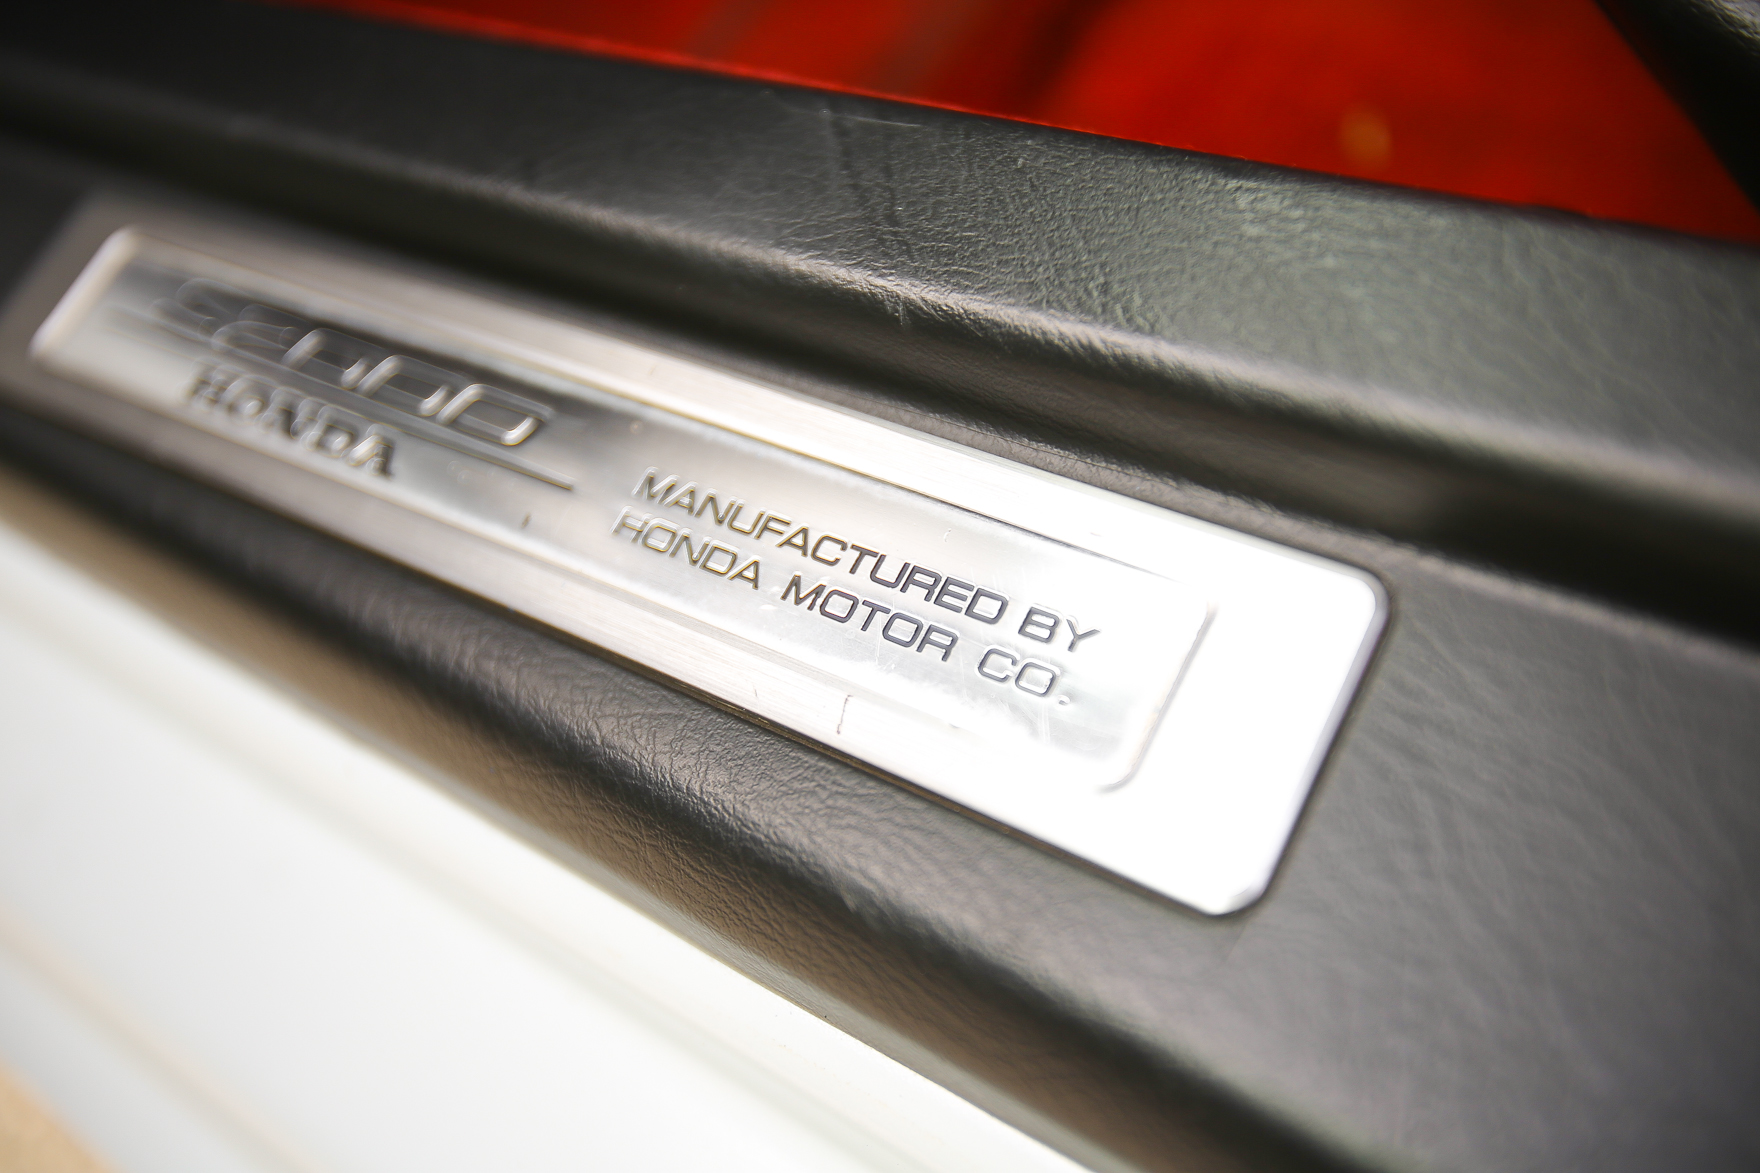 S2000
HONDA
MANUFACTURED BY
HONDA MOTOR CO.